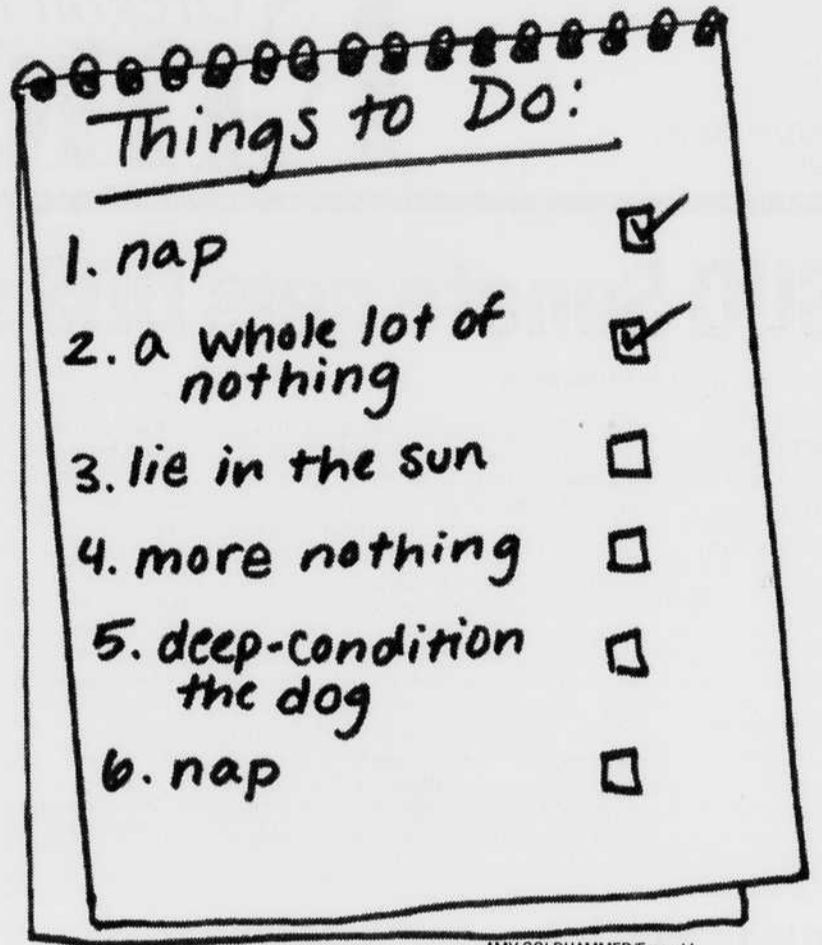 Things to Do:
1. nap
2. a whole lot of
nothing
3. lie in the sun
4. more nothing
5. deep-condition
the dog
6. nap